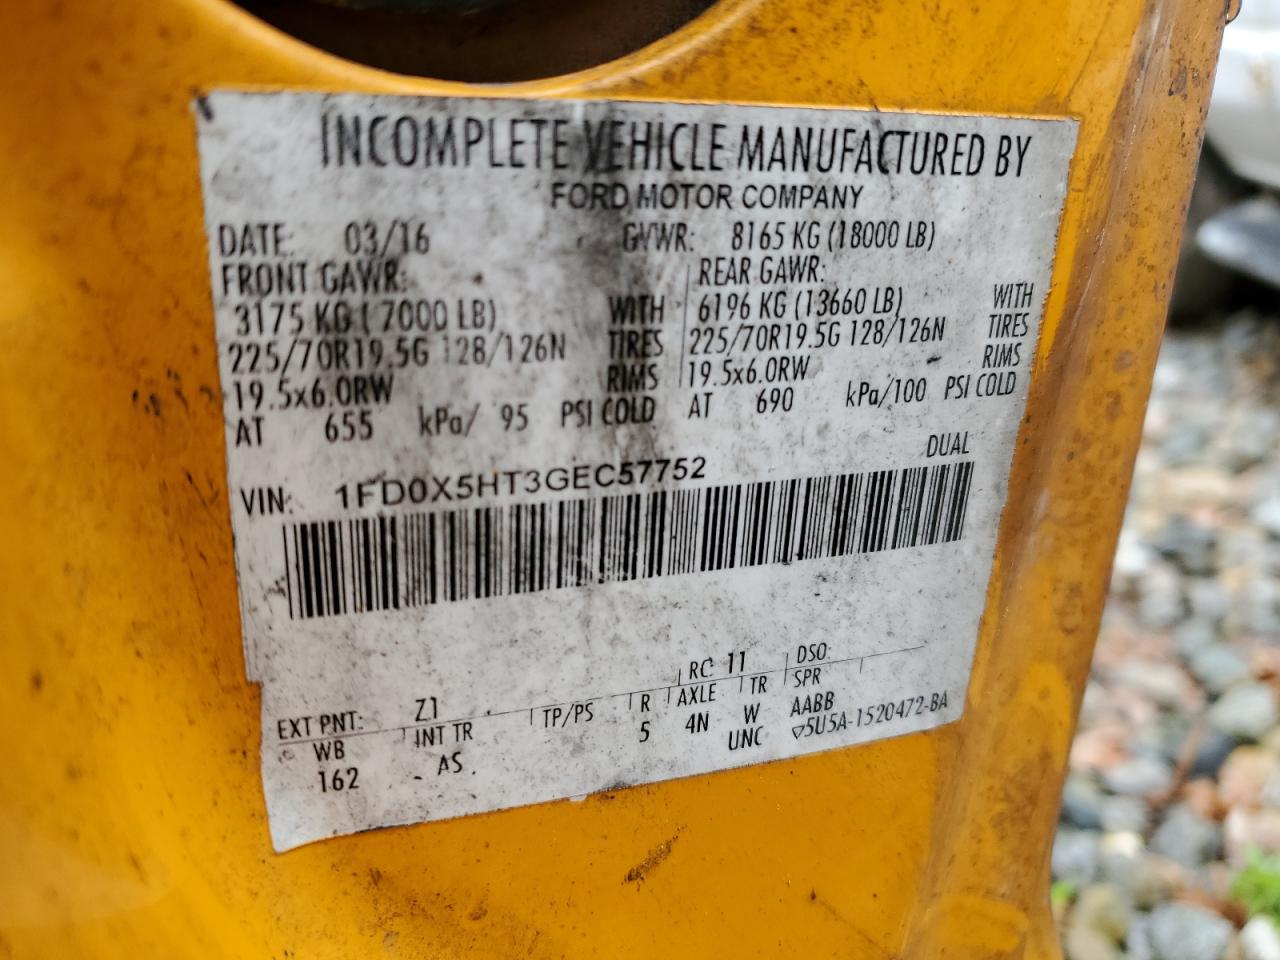 INCOMPLETE VEHICLE MANUFACTURED BY
FORD MOTOR COMPANY
DATE: 03/16 GVWR: 8165 KG (18000 LB)
FRONT GAWR: REAR GAWR:
3175 KG ( 7000 LB) WITH 6196 KG (13660 LB) WITH
225/70R19.5G 128/126N TIRES 225/70R19.5G 128/126N TIRES
19.5x6.0RW RIMS 19.5x6.0RW RIMS
AT 655 kPa/ 95 PSI COLD AT 690 kPa/100 PSI COLD
DUAL
VIN: 1FD0X5HT3GEC57752
EXT PNT: Z1 RC: 11 DSO:
WB INT TR TP/PS R AXLE TR SPR
162 AS 5 4N W AABB
UNC ▽5U5A-1520472-BA